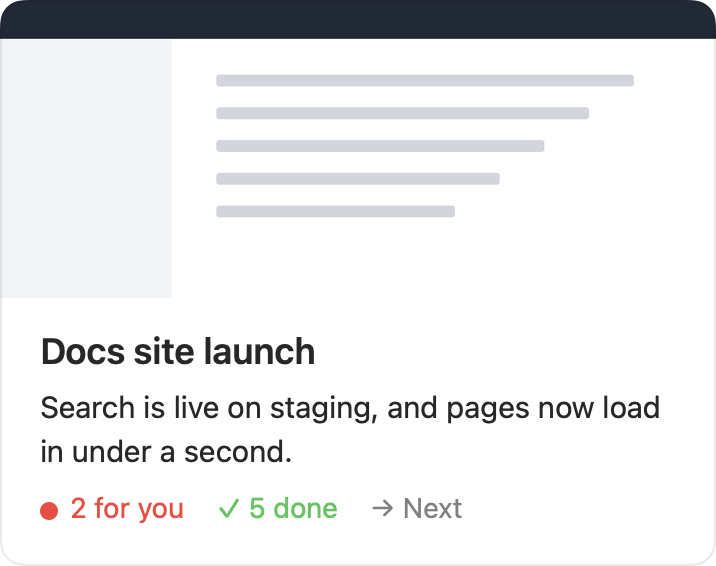 Docs site launch
Search is live on staging, and pages now load
in under a second.
2 for you ✓ 5 done → Next